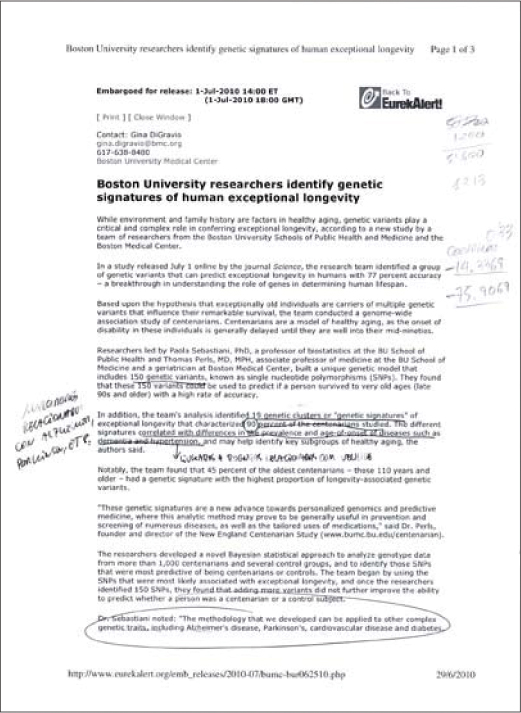 Boston University researchers identify genetic signatures of human exceptional longevity Page 1 of 3
Embargoed for release: 1-Jul-2010 14:00 ET
(1-Jul-2010 18:00 GMT)
Back To
EurekAlert!
[ Print ] [ Close Window ]
Contact: Gina DiGravio
gina.digravio@bmc.org
617-638-8480
Boston University Medical Center
Boston University researchers identify genetic
signatures of human exceptional longevity
While environment and family history are factors in healthy aging, genetic variants play a
critical and complex role in conferring exceptional longevity, according to a new study by a
team of researchers from the Boston University Schools of Public Health and Medicine and the
Boston Medical Center.
In a study released July 1 online by the journal Science, the research team identified a group
of genetic variants that can predict exceptional longevity in humans with 77 percent accuracy
– a breakthrough in understanding the role of genes in determining human lifespan.
Based upon the hypothesis that exceptionally old individuals are carriers of multiple genetic
variants that influence their remarkable survival, the team conducted a genome-wide
association study of centenarians. Centenarians are a model of healthy aging, as the onset of
disability in these individuals is generally delayed until they are well into their mid-nineties.
Researchers led by Paola Sebastiani, PhD, a professor of biostatistics at the BU School of
Public Health and Thomas Perls, MD, MPH, associate professor of medicine at the BU School of
Medicine and a geriatrician at Boston Medical Center, built a unique genetic model that
includes 150 genetic variants, known as single nucleotide polymorphisms (SNPs). They found
that these 150 variants could be used to predict if a person survived to very old ages (late
90s and older) with a high rate of accuracy.
In addition, the team's analysis identified 19 genetic clusters or "genetic signatures" of
exceptional longevity that characterized 90 percent of the centenarians studied. The different
signatures correlated with differences in the prevalence and age-of-onset of diseases such as
dementia and hypertension, and may help identify key subgroups of healthy aging, the
authors said.
Notably, the team found that 45 percent of the oldest centenarians – those 110 years and
older – had a genetic signature with the highest proportion of longevity-associated genetic
variants.
"These genetic signatures are a new advance towards personalized genomics and predictive
medicine, where this analytic method may prove to be generally useful in prevention and
screening of numerous diseases, as well as the tailored uses of medications," said Dr. Perls,
founder and director of the New England Centenarian Study (www.bumc.bu.edu/centenarian).
The researchers developed a novel Bayesian statistical approach to analyze genotype data
from more than 1,000 centenarians and several control groups, and to identify those SNPs
that were most predictive of being centenarians or controls. The team began by using the
SNPs that were most likely associated with exceptional longevity, and once the researchers
identified 150 SNPs, they found that adding more variants did not further improve the ability
to predict whether a person was a centenarian or a control subject.
Dr. Sebastiani noted: "The methodology that we developed can be applied to other complex
genetic traits, including Alzheimer's disease, Parkinson's, cardiovascular disease and diabetes.
http://www.eurekalert.org/emb_releases/2010-07/bumc-bur062510.php 29/6/2010